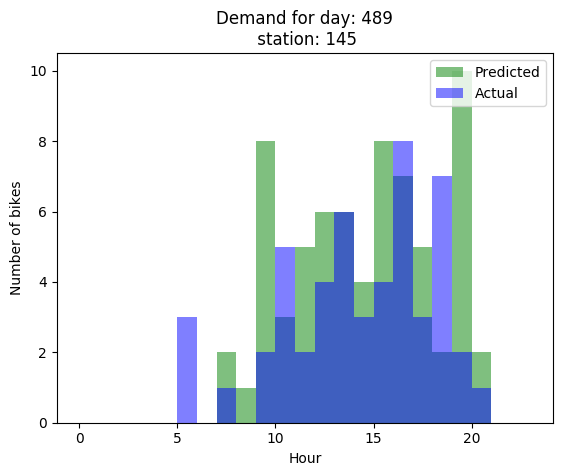 Demand for day: 489
station: 145
Predicted
Actual
Number of bikes
10
8
6
4
2
0
0 5 10 15 20
Hour